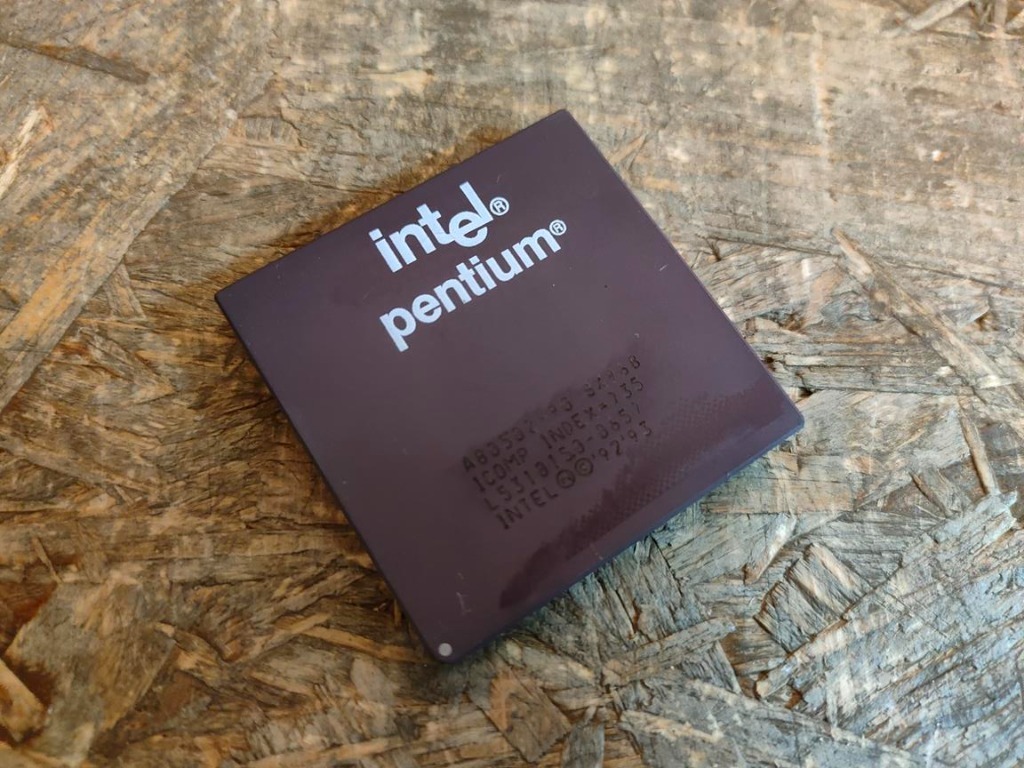 intel®
pentium®
ICOMP INDEX=735
INTEL®©'92'93